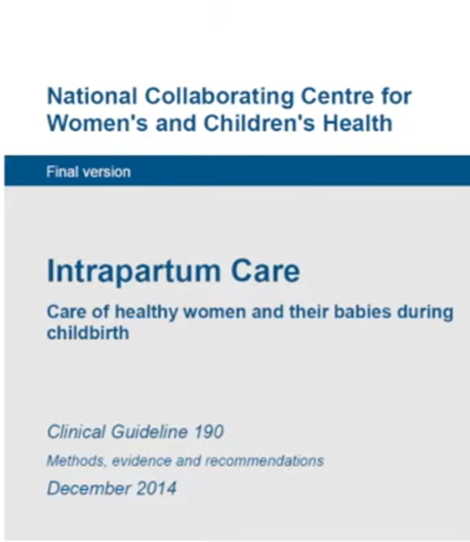 National Collaborating Centre for
Women's and Children's Health
Final version
Intrapartum Care
Care of healthy women and their babies during
childbirth
Clinical Guideline 190
Methods, evidence and recommendations
December 2014